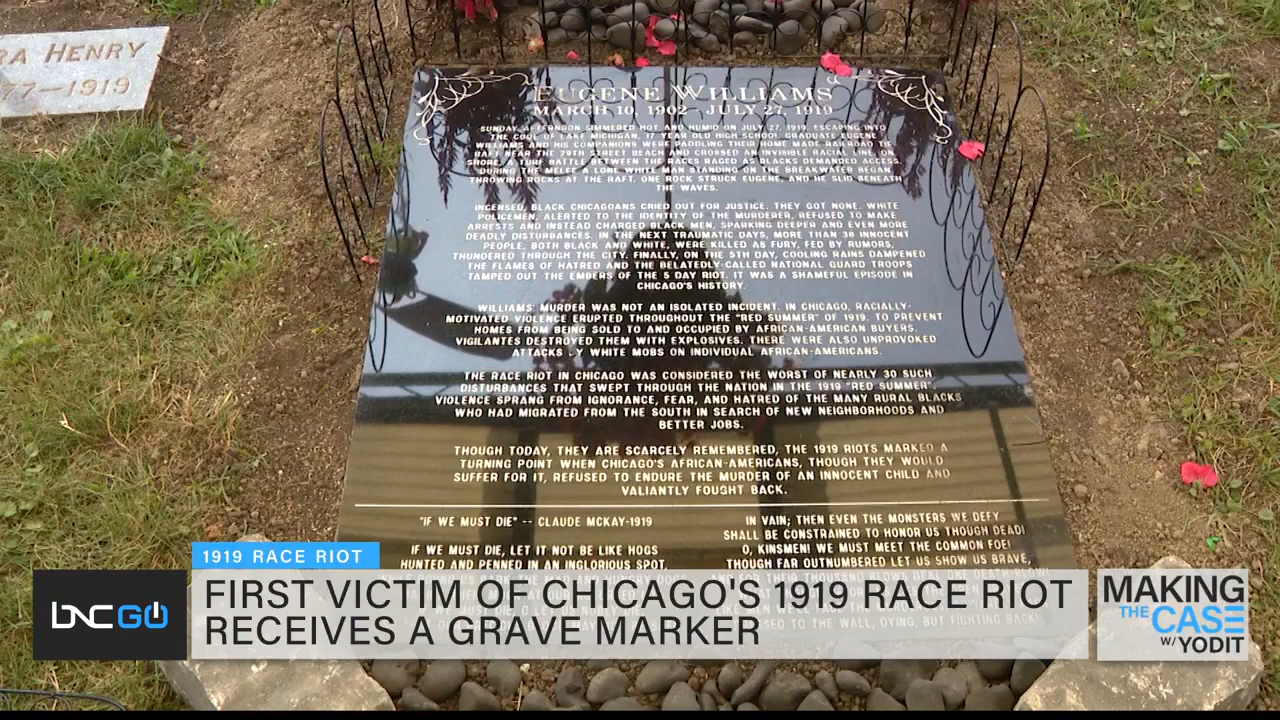 RA HENRY
77—1919
EUGENE WILLIAMS
MARCH 10, 1902 - JULY 27, 1919
SUNDAY AFTERNOON SIMMERED HOT AND HUMID ON JULY 27, 1919. ESCAPING INTO
THE COOL OF LAKE MICHIGAN, 17 YEAR OLD HIGH SCHOOL GRADUATE EUGENE
WILLIAMS AND HIS COMPANIONS WERE PADDLING THEIR HOME MADE RAILROAD TIE
RAFT NEAR THE 29TH STREET BEACH AND CROSSED AN INVISIBLE RACIAL LINE. ON
SHORE, A TURF BATTLE BETWEEN THE RACES RAGED AS BLACKS DEMANDED ACCESS.
DURING THE MELEE A LONE WHITE MAN STANDING ON THE BREAKWATER BEGAN
THROWING ROCKS AT THE RAFT. ONE ROCK STRUCK EUGENE, AND HE SLID BENEATH
THE WAVES.
INCENSED, BLACK CHICAGOANS CRIED OUT FOR JUSTICE. THEY GOT NONE. WHITE
POLICEMEN, ALERTED TO THE IDENTITY OF THE MURDERER, REFUSED TO MAKE
ARRESTS AND INSTEAD CHARGED BLACK MEN, SPARKING DEEPER AND EVEN MORE
DEADLY DISTURBANCES. IN THE NEXT TRAUMATIC DAYS, MORE THAN 38 INNOCENT
PEOPLE, BOTH BLACK AND WHITE, WERE KILLED AS FURY, FED BY RUMORS,
THUNDERED THROUGH THE CITY. FINALLY, ON THE 5TH DAY, COOLING RAINS DAMPENED
THE FLAMES OF HATRED AND THE BELATEDLY-CALLED NATIONAL GUARD TROOPS
TAMPED OUT THE EMBERS OF THE 5 DAY RIOT. IT WAS A SHAMEFUL EPISODE IN
CHICAGO'S HISTORY.
WILLIAMS' MURDER WAS NOT AN ISOLATED INCIDENT. IN CHICAGO, RACIALLY-
MOTIVATED VIOLENCE ERUPTED THROUGHOUT THE "RED SUMMER" OF 1919. TO PREVENT
HOMES FROM BEING SOLD TO AND OCCUPIED BY AFRICAN-AMERICAN BUYERS,
VIGILANTES DESTROYED THEM WITH EXPLOSIVES. THERE WERE ALSO UNPROVOKED
ATTACKS BY WHITE MOBS ON INDIVIDUAL AFRICAN-AMERICANS.
THE RACE RIOT IN CHICAGO WAS CONSIDERED THE WORST OF NEARLY 30 SUCH
DISTURBANCES THAT SWEPT THROUGH THE NATION IN THE 1919 "RED SUMMER".
VIOLENCE SPRANG FROM IGNORANCE, FEAR, AND HATRED OF THE MANY RURAL BLACKS
WHO HAD MIGRATED FROM THE SOUTH IN SEARCH OF NEW NEIGHBORHOODS AND
BETTER JOBS.
THOUGH TODAY, THEY ARE SCARCELY REMEMBERED, THE 1919 RIOTS MARKED A
TURNING POINT WHEN CHICAGO'S AFRICAN-AMERICANS, THOUGH THEY WOULD
SUFFER FOR IT, REFUSED TO ENDURE THE MURDER OF AN INNOCENT CHILD AND
VALIANTLY FOUGHT BACK.
"IF WE MUST DIE" -- CLAUDE MCKAY-1919
IF WE MUST DIE, LET IT NOT BE LIKE HOGS
HUNTED AND PENNED IN AN INGLORIOUS SPOT,
IN VAIN; THEN EVEN THE MONSTERS WE DEFY
SHALL BE CONSTRAINED TO HONOR US THOUGH DEAD!
O, KINSMEN! WE MUST MEET THE COMMON FOE!
THOUGH FAR OUTNUMBERED LET US SHOW US BRAVE,
1919 RACE RIOT
BNC GO
FIRST VICTIM OF CHICAGO'S 1919 RACE RIOT
RECEIVES A GRAVE MARKER
MAKING
THE CASE
W/ YODIT